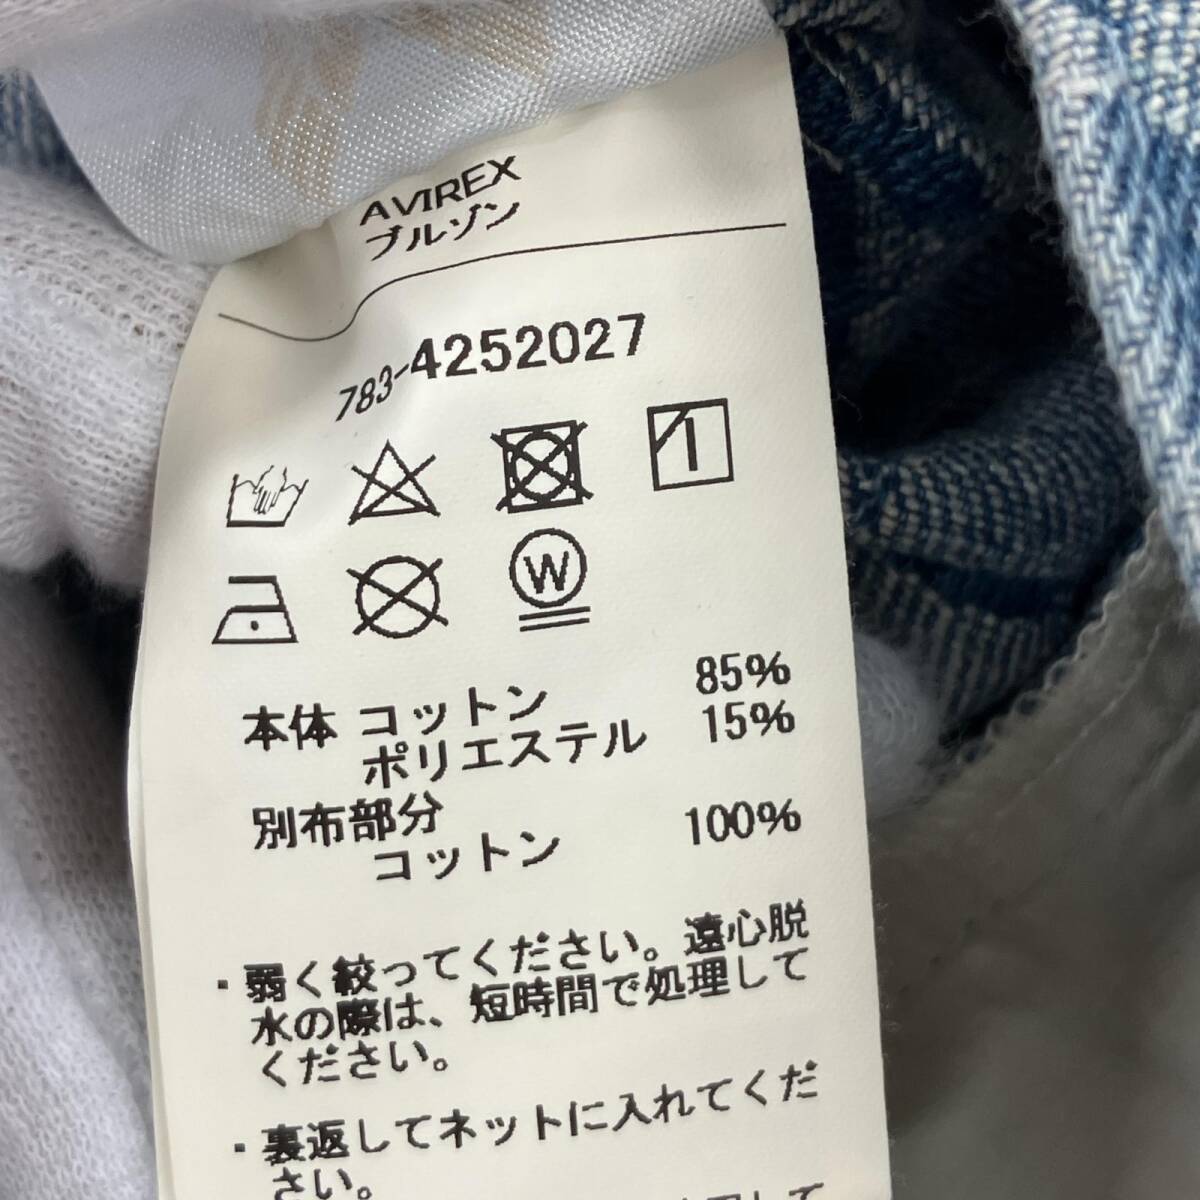 AVIREX
ブルゾン
783-4252027
W
本体 コットン 85%
ポリエステル 15%
別布部分
コットン 100%
・弱く絞ってください。遠心脱
水の際は、短時間で処理して
ください。
・裏返してネットに入れてくだ
さい。